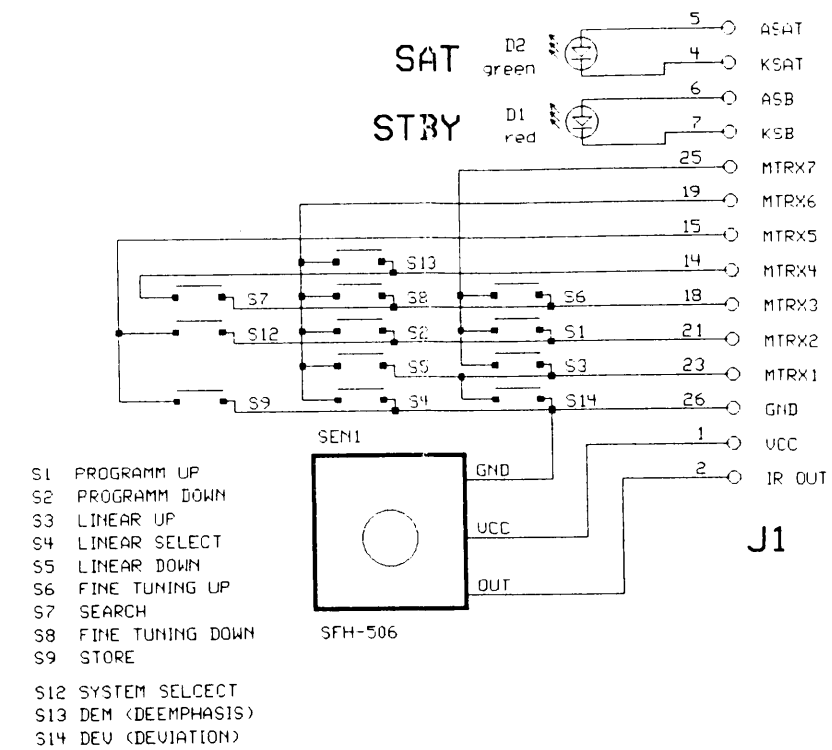 5 ASAT
SAT D2 green 4 KSAT
6 ASB
STBY D1 red 7 KSB
25 MTRX7
19 MTRX6
15 MTRX5
S13 14 MTRX4
S7 S8 S6 18 MTRX3
S12 S2 S1 21 MTRX2
S5 S3 23 MTRX1
S9 S4 S14 26 GND
SEN1 1 VCC
GND 2 IR OUT
VCC J1
OUT
SFH-506
S1 PROGRAMM UP
S2 PROGRAMM DOWN
S3 LINEAR UP
S4 LINEAR SELECT
S5 LINEAR DOWN
S6 FINE TUNING UP
S7 SEARCH
S8 FINE TUNING DOWN
S9 STORE
S12 SYSTEM SELCECT
S13 DEM (DEEMPHASIS)
S14 DEV (DEVIATION)